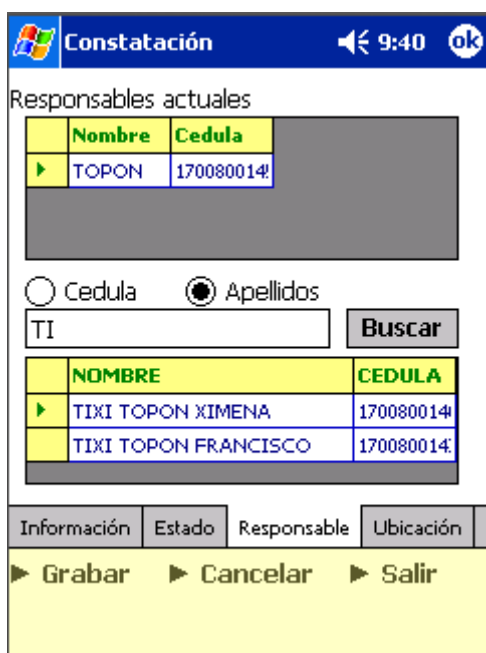 Constatación 9:40 ok
Responsables actuales
Nombre Cedula
TOPON
Cedula Apellidos
TI Buscar
NOMBRE CEDULA
TIXI TOPON XIMENA
TIXI TOPON FRANCISCO
Información Estado Responsable Ubicación
Grabar Cancelar Salir